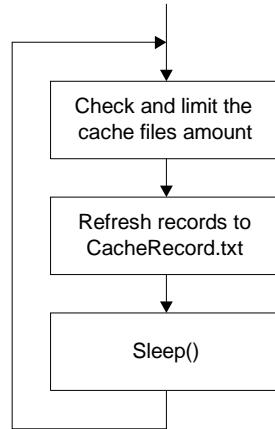 Check and limit the
cache files amount
Refresh records to
CacheRecord.txt
Sleep()